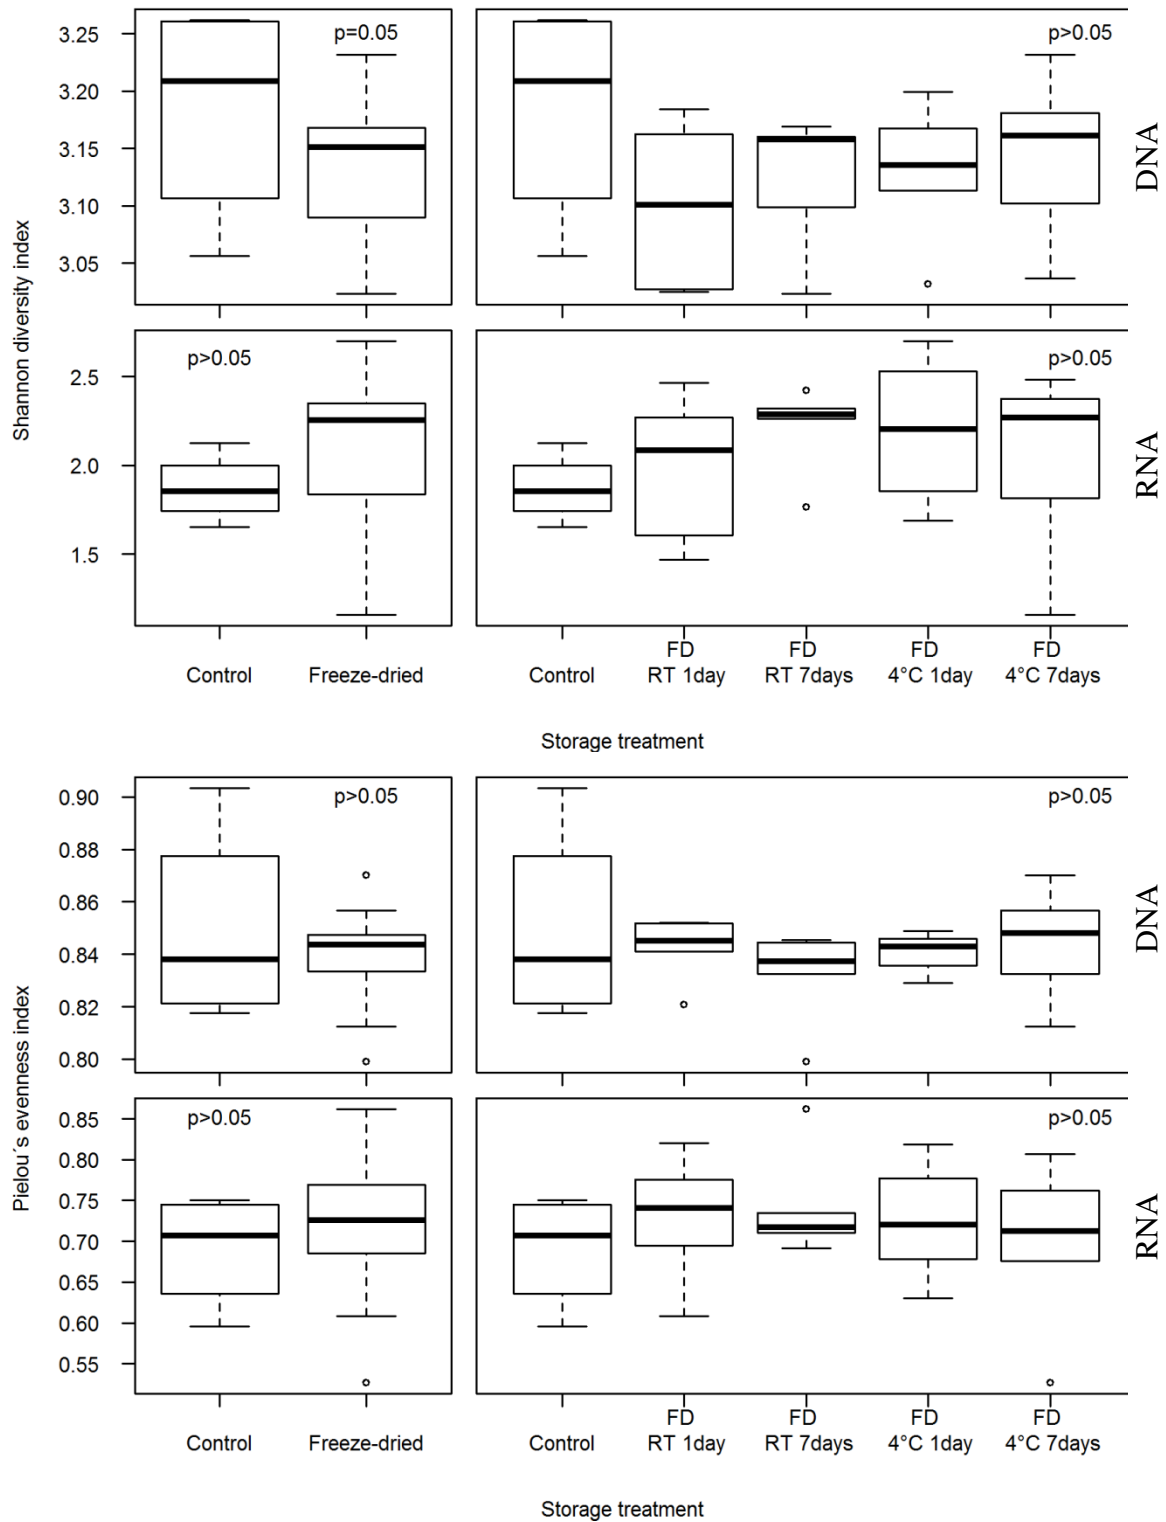 Shannon diversity index
3.25
3.20
3.15
3.10
3.05
p=0.05
p>0.05
DNA
2.5
2.0
1.5
p>0.05
p>0.05
RNA
Control
Freeze-dried
Control
FD
RT 1day
FD
RT 7days
FD
4°C 1day
FD
4°C 7days
Storage treatment
Pielou´s evenness index
0.90
0.88
0.86
0.84
0.82
0.80
p>0.05
p>0.05
DNA
0.85
0.80
0.75
0.70
0.65
0.60
0.55
p>0.05
p>0.05
RNA
Control
Freeze-dried
Control
FD
RT 1day
FD
RT 7days
FD
4°C 1day
FD
4°C 7days
Storage treatment